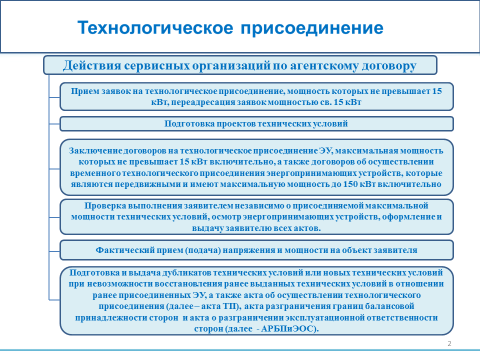 Технологическое присоединение
Действия сервисных организаций по агентскому договору
Прием заявок на технологическое присоединение, мощность которых не превышает 15
кВт, переадресация заявок мощностью св. 15 кВт
Подготовка проектов технических условий
Заключение договоров на технологическое присоединение ЭУ, максимальная мощность
которых не превышает 15 кВт включительно, а также договоров об осуществлении
временного технологического присоединения энергопринимающих устройств, которые
являются передвижными и имеют максимальную мощность до 150 кВт включительно
Проверка выполнения заявителем независимо о присоединяемой максимальной
мощности технических условий, осмотр энергопринимающих устройств, оформление и
выдачу заявителю всех актов.
Фактический прием (подача) напряжения и мощности на объект заявителя
Подготовка и выдача дубликатов технических условий или новых технических условий
при невозможности восстановления ранее выданных технических условий в отношении
ранее присоединенных ЭУ, а также акта об осуществлении технологического
присоединения (далее – акта ТП), акта разграничения границ балансовой
принадлежности сторон и акта о разграничении эксплуатационной ответственности
сторон (далее - АРБПиЭОС).
2